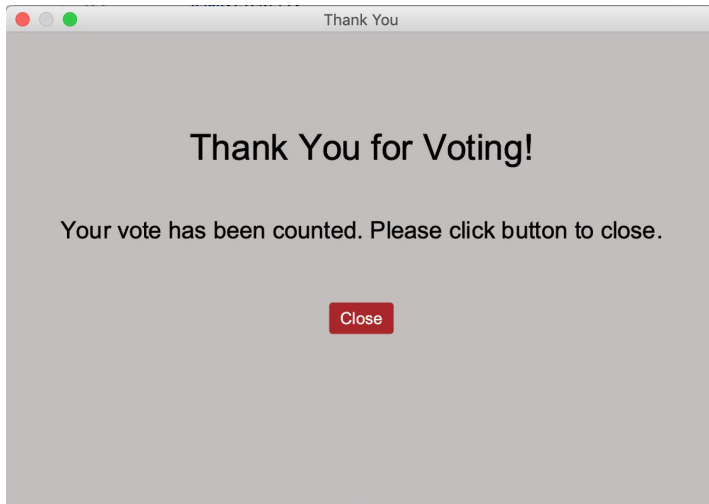 Thank You
Thank You for Voting!
Your vote has been counted. Please click button to close.
Close